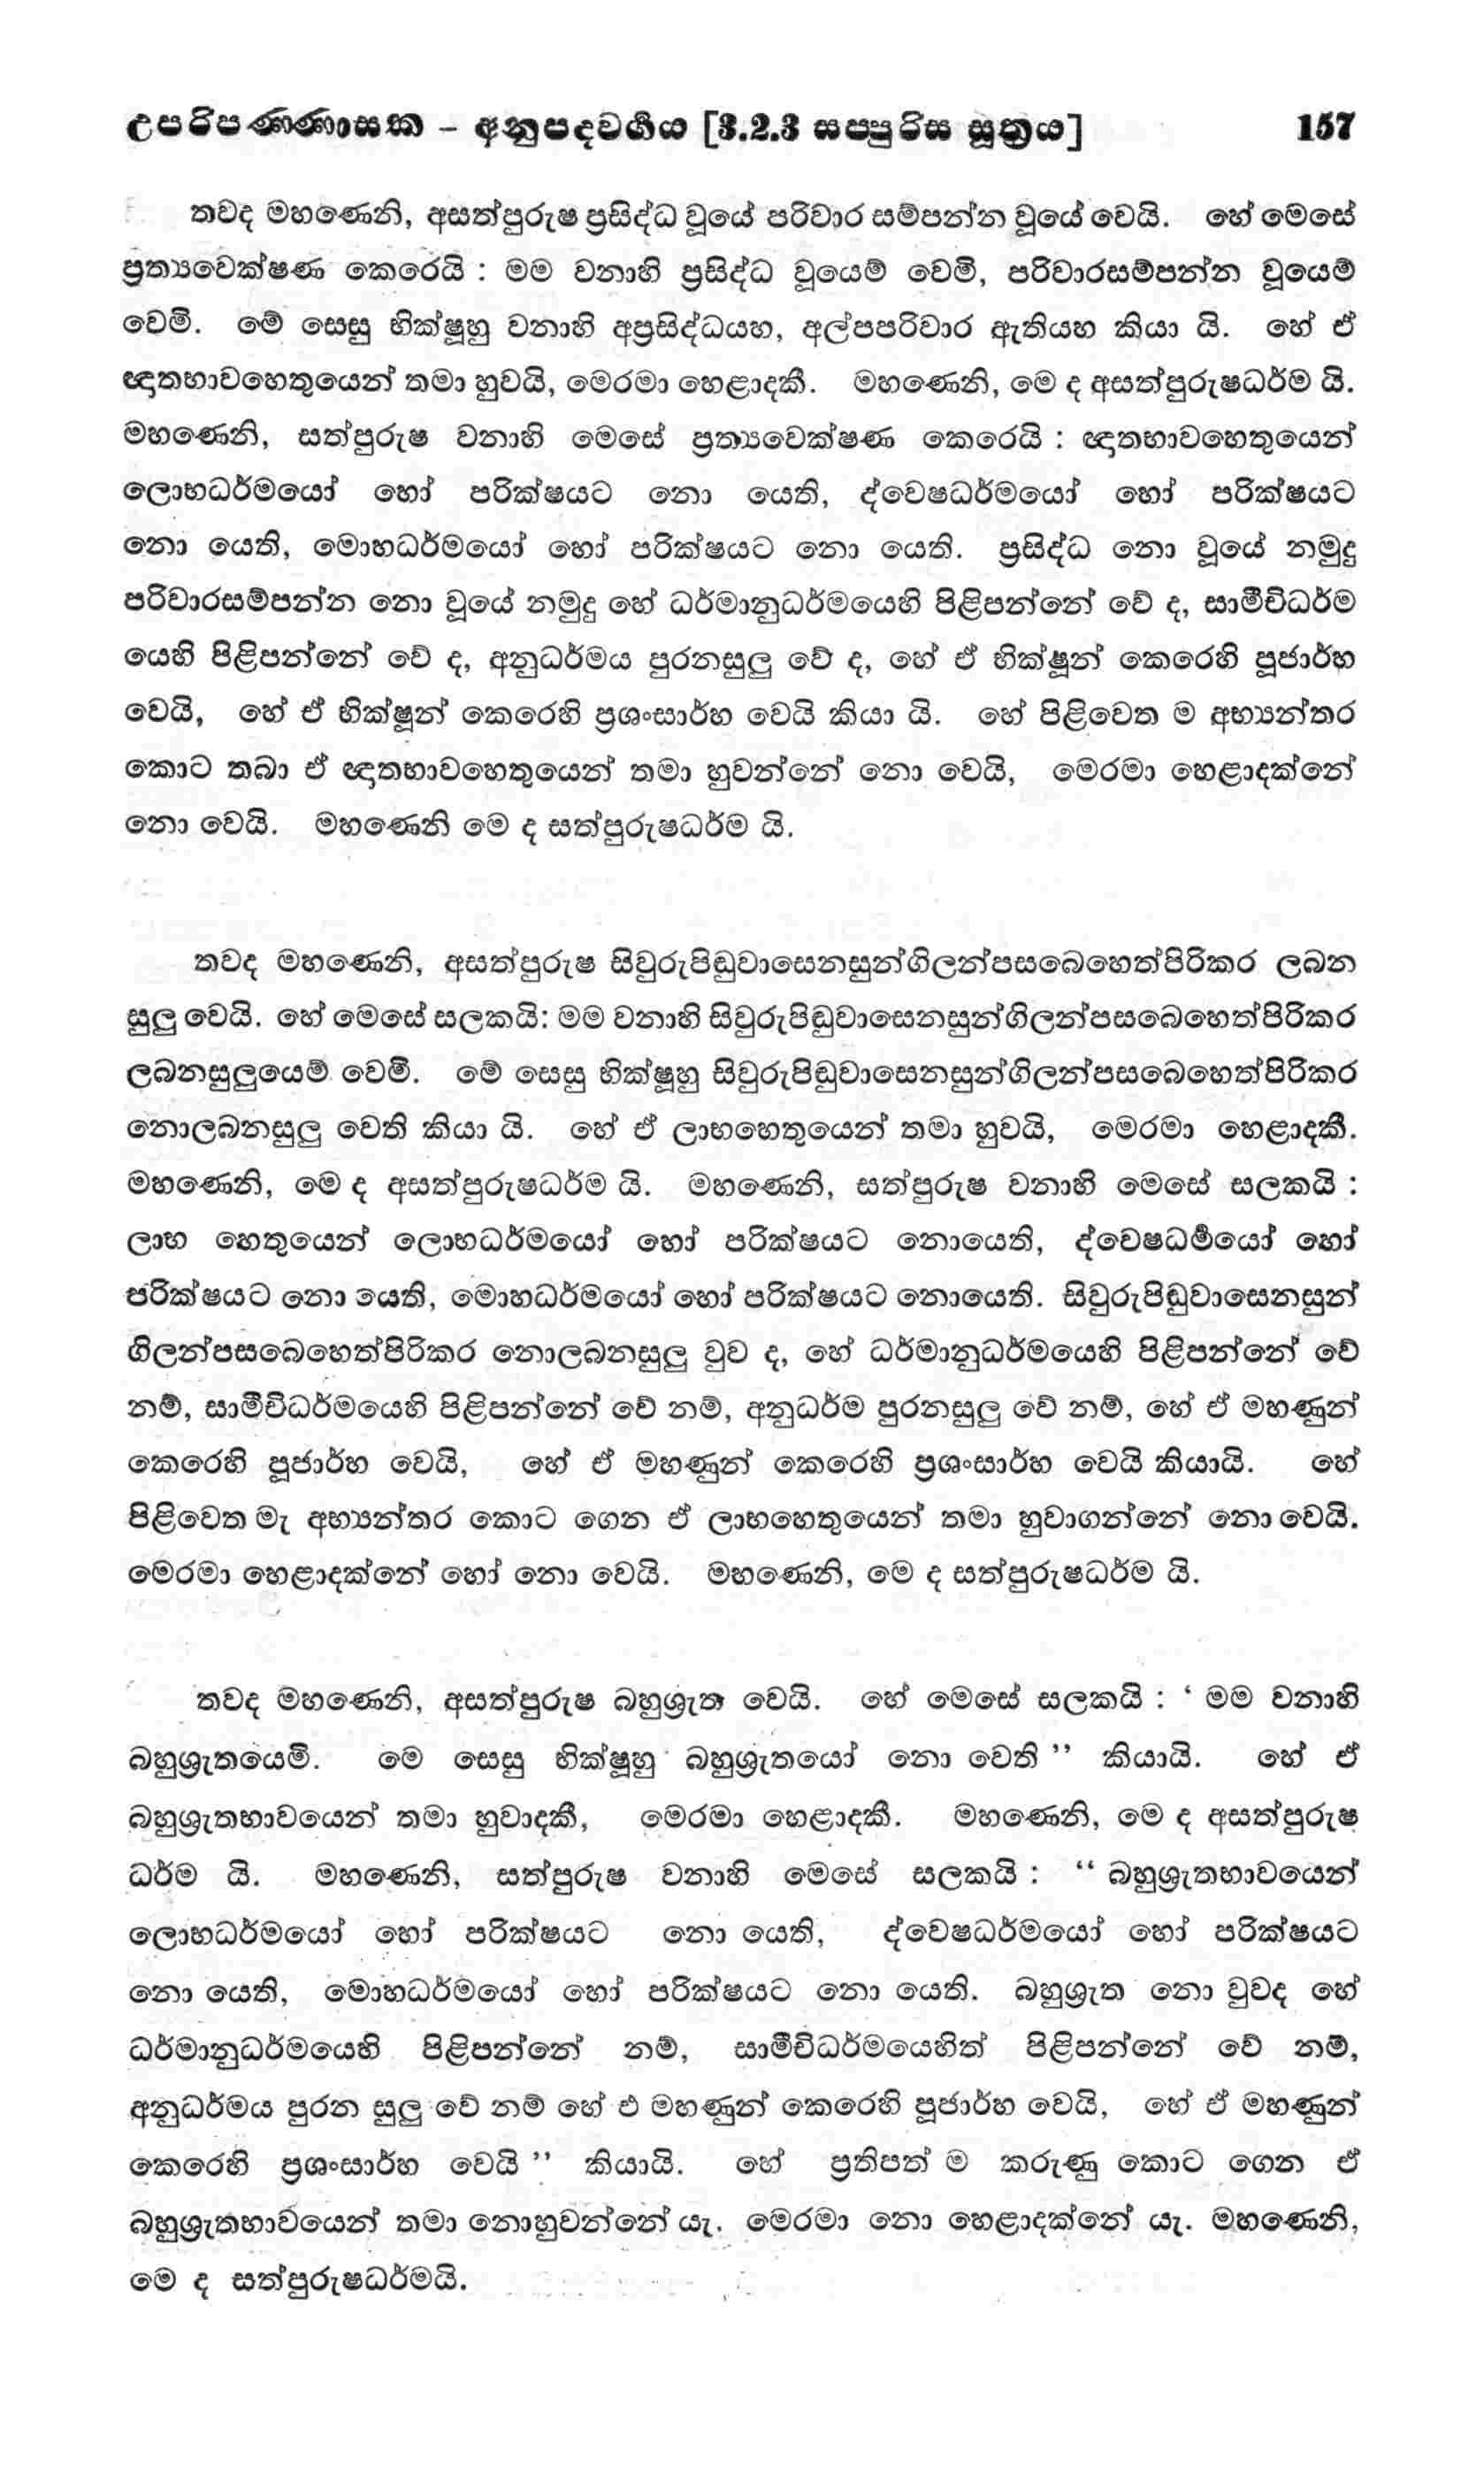 උපරිපණ්ණාසක – අනුපදවර්ගය [3.2.3 සප්පුරිස සූත්‍රය] 157
තවද මහණෙනි, අසත්පුරුෂ ප්‍රසිද්ධ වූයේ පරිවාර සම්පන්න වූයේ වෙයි. හේ මෙසේ
ප්‍රත්‍යවෙක්ෂණ කෙරෙයි : මම වනාහි ප්‍රසිද්ධ වූයෙම් වෙමි, පරිවාරසම්පන්න වූයෙම්
වෙමි. මේ සෙසු භික්ෂූහු වනාහි අප්‍රසිද්ධයහ, අල්පපරිවාර ඇතියහ කියා යි. හේ ඒ
ඥාතභාවහෙතුයෙන් තමා හුවයි, මෙරමා හෙළාදකී. මහණෙනි, මෙ ද අසත්පුරුෂධර්ම යි.
මහණෙනි, සත්පුරුෂ වනාහි මෙසේ ප්‍රත්‍යවෙක්ෂණ කෙරෙයි : ඥාතභාවහෙතුයෙන්
ලොභධර්මයෝ හෝ පරික්ෂයට නො යෙති, ද්වෙෂධර්මයෝ හෝ පරික්ෂයට
නො යෙති, මොහධර්මයෝ හෝ පරික්ෂයට නො යෙති. ප්‍රසිද්ධ නො වූයේ නමුදු
පරිවාරසම්පන්න නො වූයේ නමුදු හේ ධර්මානුධර්මයෙහි පිළිපන්නේ වේ ද, සාමීචිධර්ම
යෙහි පිළිපන්නේ වේ ද, අනුධර්මය පුරනසුලු වේ ද, හේ ඒ භික්ෂූන් කෙරෙහි පූජාර්හ
වෙයි, හේ ඒ භික්ෂූන් කෙරෙහි ප්‍රශංසාර්හ වෙයි කියා යි. හේ පිළිවෙත ම අභ්‍යන්තර
කොට තබා ඒ ඥාතභාවහෙතුයෙන් තමා හුවන්නේ නො වෙයි, මෙරමා හෙළාදක්නේ
නො වෙයි. මහණෙනි මෙ ද සත්පුරුෂධර්ම යි.
තවද මහණෙනි, අසත්පුරුෂ සිවුරුපිඬුවාසෙනසුන්ගිලන්පසබෙහෙත්පිරිකර ලබන
සුලු වෙයි. හේ මෙසේ සලකයි: මම වනාහි සිවුරුපිඬුවාසෙනසුන්ගිලන්පසබෙහෙත්පිරිකර
ලබනසුලුයෙම් වෙමි. මේ සෙසු භික්ෂූහු සිවුරුපිඬුවාසෙනසුන්ගිලන්පසබෙහෙත්පිරිකර
නොලබනසුලු වෙති කියා යි. හේ ඒ ලාභහෙතුයෙන් තමා හුවයි, මෙරමා හෙළාදකී.
මහණෙනි, මෙ ද අසත්පුරුෂධර්ම යි. මහණෙනි, සත්පුරුෂ වනාහි මෙසේ සලකයි :
ලාභ හෙතුයෙන් ලොභධර්මයෝ හෝ පරික්ෂයට නොයෙති, ද්වෙෂධර්මයෝ හෝ
පරික්ෂයට නො යෙති, මොහධර්මයෝ හෝ පරික්ෂයට නොයෙති. සිවුරුපිඬුවාසෙනසුන්
ගිලන්පසබෙහෙත්පිරිකර නොලබනසුලු වුව ද, හේ ධර්මානුධර්මයෙහි පිළිපන්නේ වේ
නම්, සාමීචිධර්මයෙහි පිළිපන්නේ වේ නම්, අනුධර්ම පුරනසුලු වේ නම්, හේ ඒ මහණුන්
කෙරෙහි පූජාර්හ වෙයි, හේ ඒ මහණුන් කෙරෙහි ප්‍රශංසාර්හ වෙයි කියායි. හේ
පිළිවෙත මැ අභ්‍යන්තර කොට ගෙන ඒ ලාභහෙතුයෙන් තමා හුවාගන්නේ නො වෙයි.
මෙරමා හෙළාදක්නේ හෝ නො වෙයි. මහණෙනි, මෙ ද සත්පුරුෂධර්ම යි.
තවද මහණෙනි, අසත්පුරුෂ බහුශ්‍රැත වෙයි. හේ මෙසේ සලකයි : ‘ මම වනාහි
බහුශ්‍රැතයෙමි. මෙ සෙසු භික්ෂූහු බහුශ්‍රැතයෝ නො වෙති ” කියායි. හේ ඒ
බහුශ්‍රැතභාවයෙන් තමා හුවාදකී, මෙරමා හෙළාදකී. මහණෙනි, මෙ ද අසත්පුරුෂ
ධර්ම යි. මහණෙනි, සත්පුරුෂ වනාහි මෙසේ සලකයි : “ බහුශ්‍රැතභාවයෙන්
ලොභධර්මයෝ හෝ පරික්ෂයට නො යෙති, ද්වෙෂධර්මයෝ හෝ පරික්ෂයට
නො යෙති, මොහධර්මයෝ හෝ පරික්ෂයට නො යෙති. බහුශ්‍රැත නො වුවද හේ
ධර්මානුධර්මයෙහි පිළිපන්නේ නම්, සාමීචිධර්මයෙහිත් පිළිපන්නේ වේ නම්,
අනුධර්මය පුරන සුලු වේ නම් හේ එ මහණුන් කෙරෙහි පූජාර්හ වෙයි, හේ ඒ මහණුන්
කෙරෙහි ප්‍රශංසාර්හ වෙයි ” කියායි. හේ ප්‍රතිපත් ම කරුණු කොට ගෙන ඒ
බහුශ්‍රැතභාවයෙන් තමා නොහුවන්නේ යැ. මෙරමා නො හෙළාදක්නේ යැ. මහණෙනි,
මෙ ද සත්පුරුෂධර්මයි.